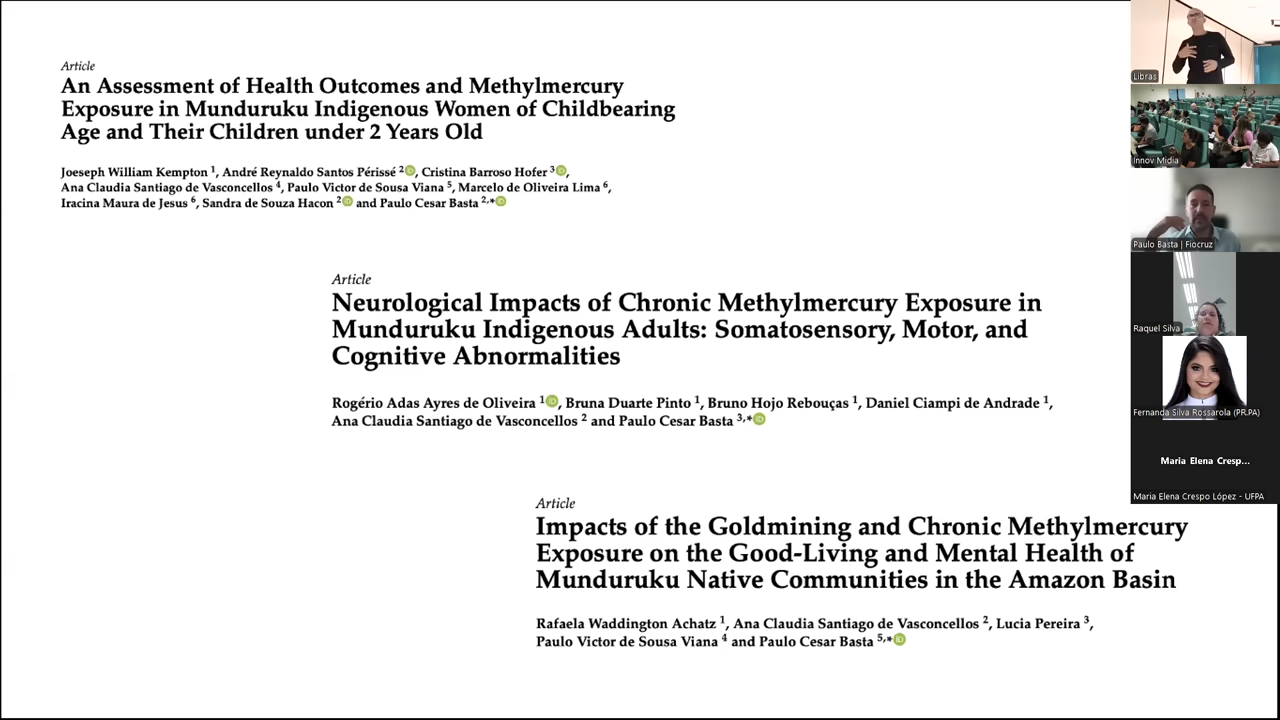 Article
An Assessment of Health Outcomes and Methylmercury
Exposure in Munduruku Indigenous Women of Childbearing
Age and Their Children under 2 Years Old
Joeseph William Kempton 1, André Reynaldo Santos Périssé 2, Cristina Barroso Hofer 3,
Ana Claudia Santiago de Vasconcellos 4, Paulo Victor de Sousa Viana 5, Marcelo de Oliveira Lima 6,
Iracina Maura de Jesus 6, Sandra de Souza Hacon 2 and Paulo Cesar Basta 2,*
Article
Neurological Impacts of Chronic Methylmercury Exposure in
Munduruku Indigenous Adults: Somatosensory, Motor, and
Cognitive Abnormalities
Rogério Adas Ayres de Oliveira 1, Bruna Duarte Pinto 1, Bruno Hojo Rebouças 1, Daniel Ciampi de Andrade 1,
Ana Claudia Santiago de Vasconcellos 2 and Paulo Cesar Basta 3,*
Article
Impacts of the Goldmining and Chronic Methylmercury
Exposure on the Good-Living and Mental Health of
Munduruku Native Communities in the Amazon Basin
Rafaela Waddington Achatz 1, Ana Claudia Santiago de Vasconcellos 2, Lucia Pereira 3,
Paulo Victor de Sousa Viana 4 and Paulo Cesar Basta 5,*
Libras
Innov Midia
Paulo Basta | Fiocruz
Raquel Silva
Fernanda Silva Rossarola (PR.PA)
Maria Elena Cresp...
Maria Elena Crespo López - UFPA